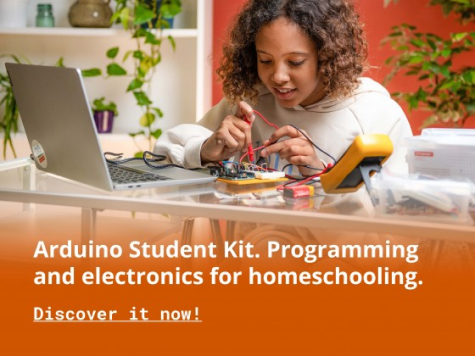 Arduino Student Kit. Programming
and electronics for homeschooling.
Discover it now!